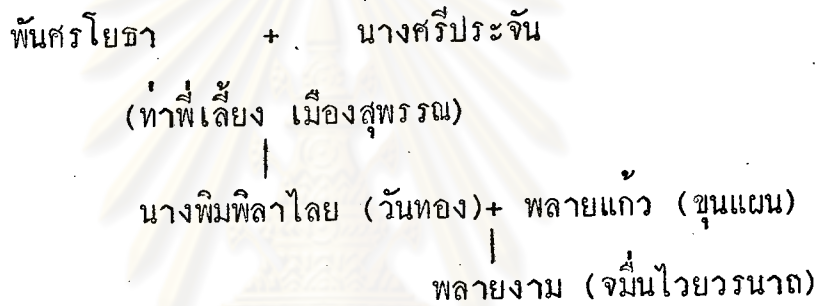 พันศรโยธา + นางศรีประจัน
(ท่าพี่เลี้ยง เมืองสุพรรณ)
นางพิมพิลาไลย (วันทอง)+ พลายแก้ว (ขุนแผน)
พลายงาม (จมื่นไวยวรนาถ)